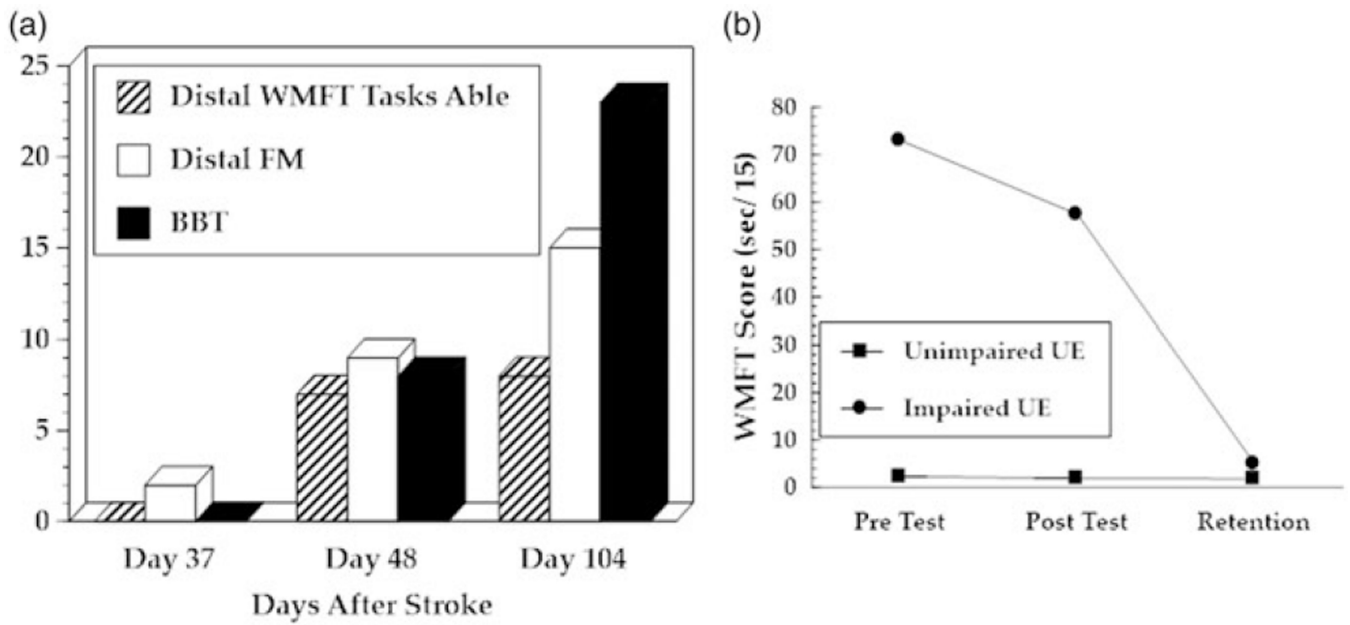 (a)
25
20
15
10
5
0
Distal WMFT Tasks Able
Distal FM
BBT
Day 37
Day 48
Day 104
Days After Stroke
(b)
WMFT Score (sec/ 15)
80
70
60
50
40
30
20
10
0
Unimpaired UE
Impaired UE
Pre Test
Post Test
Retention